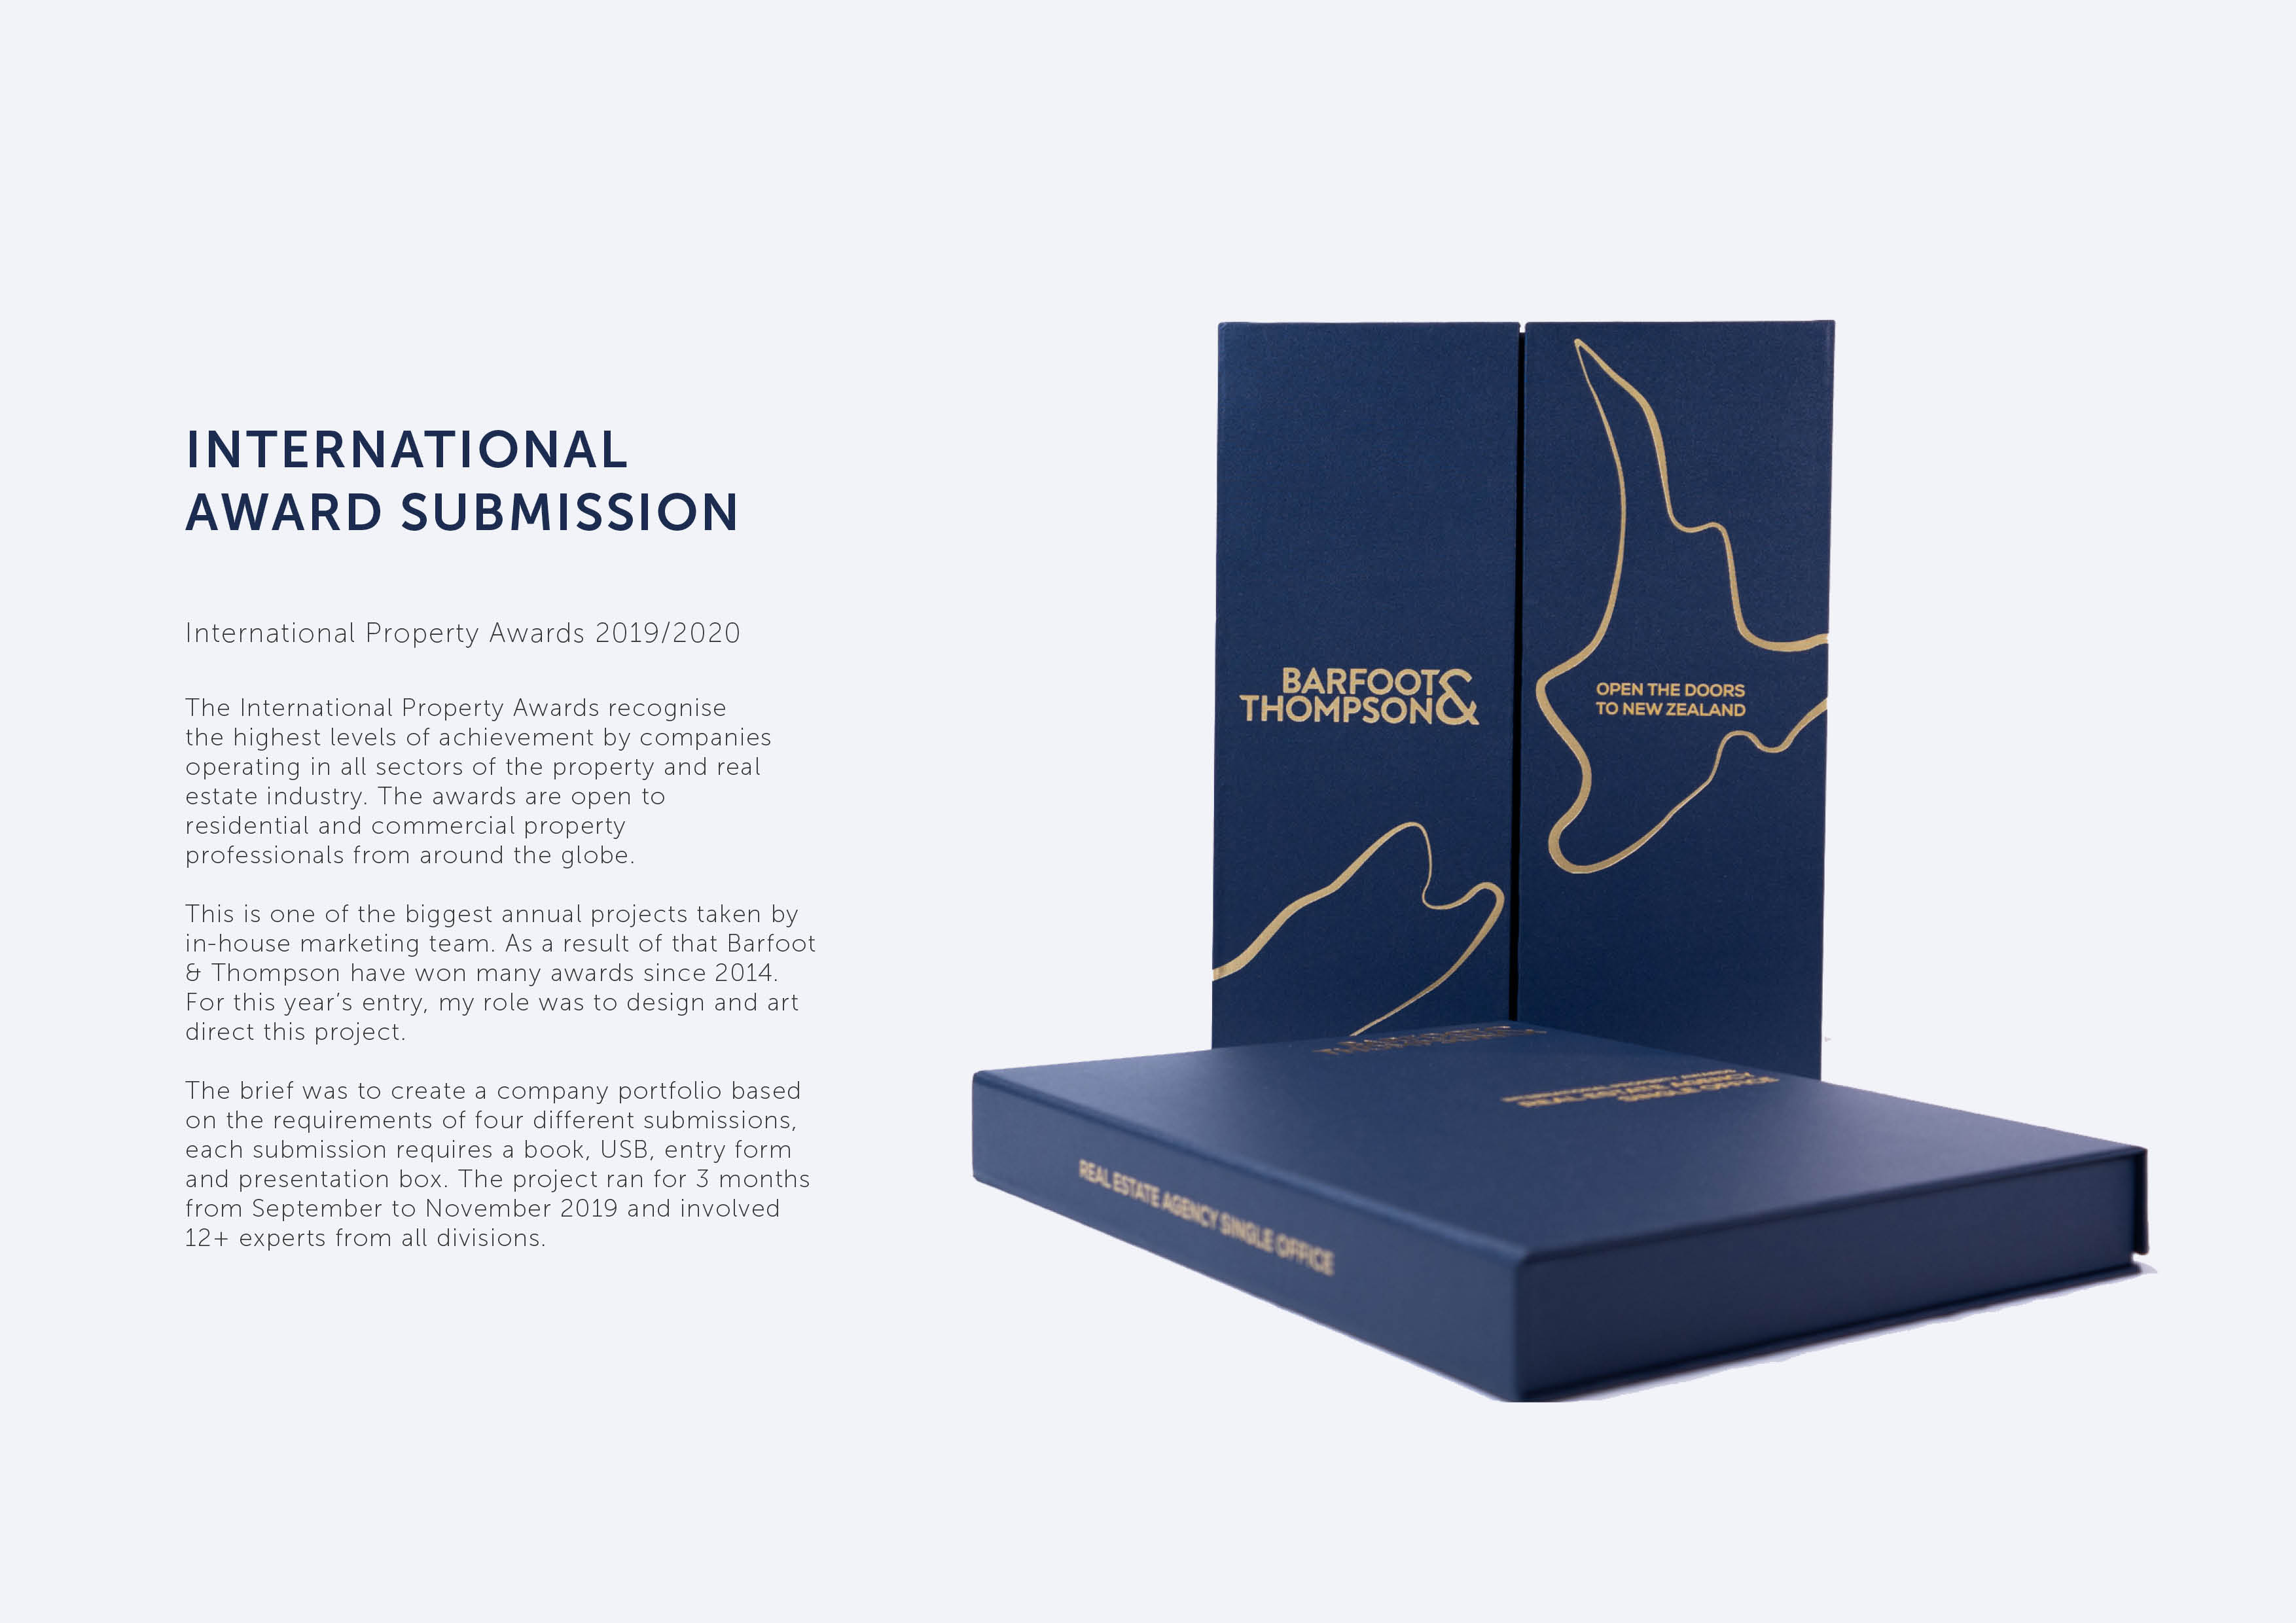 INTERNATIONAL
AWARD SUBMISSION
International Property Awards 2019/2020
The International Property Awards recognise
the highest levels of achievement by companies
operating in all sectors of the property and real
estate industry. The awards are open to
residential and commercial property
professionals from around the globe.
This is one of the biggest annual projects taken by
in-house marketing team. As a result of that Barfoot
& Thompson have won many awards since 2014.
For this year's entry, my role was to design and art
direct this project.
The brief was to create a company portfolio based
on the requirements of four different submissions,
each submission requires a book, USB, entry form
and presentation box. The project ran for 3 months
from September to November 2019 and involved
12+ experts from all divisions.
BARFOOT &
THOMPSON
OPEN THE DOORS
TO NEW ZEALAND
REAL ESTATE AGENCY
SINGLE OFFICE
REAL ESTATE AGENCY SINGLE OFFICE